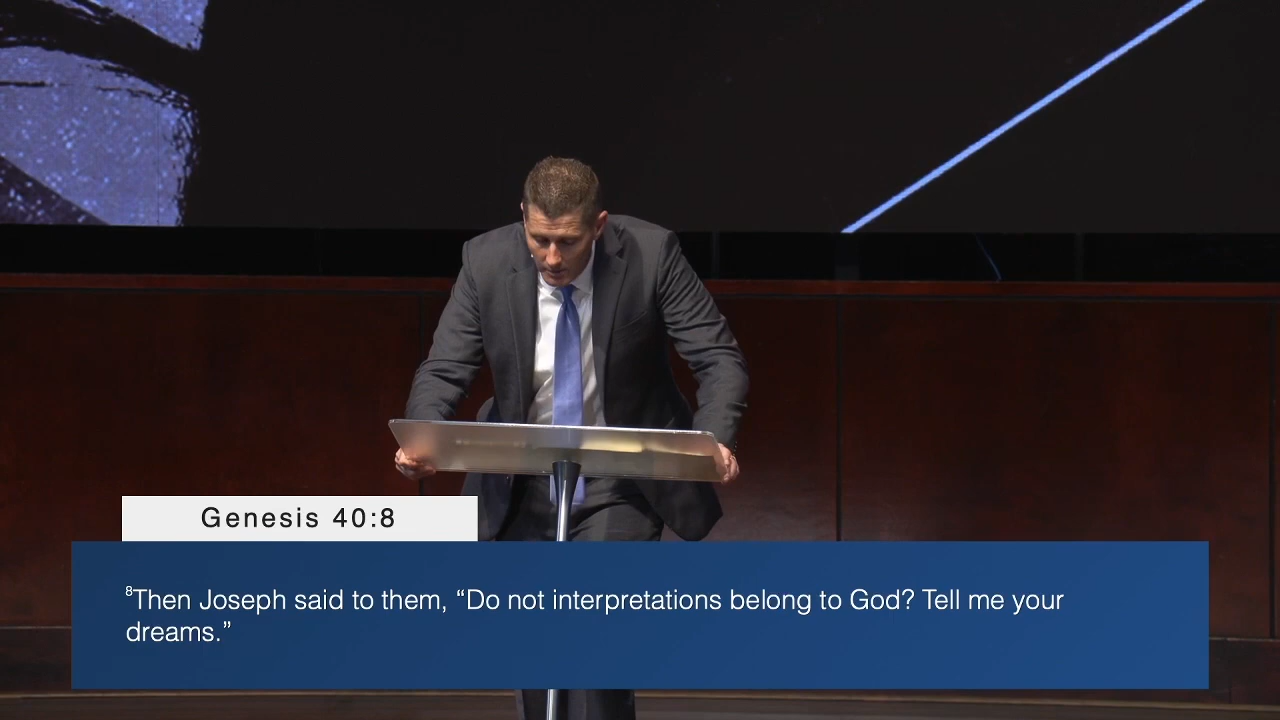 Genesis 40:8
⁸Then Joseph said to them, “Do not interpretations belong to God? Tell me your
dreams.”